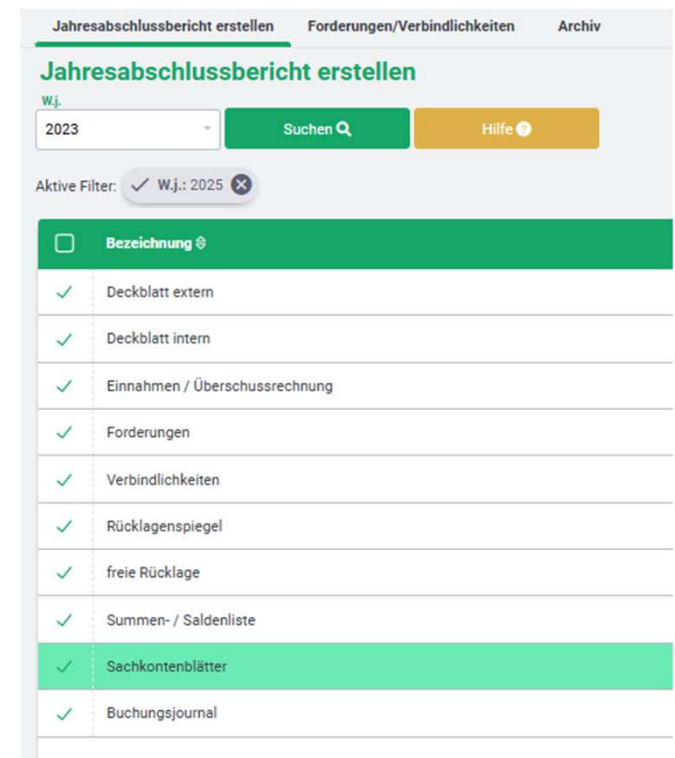 Jahresabschlussbericht erstellen Forderungen/Verbindlichkeiten Archiv
Jahresabschlussbericht erstellen
W.j.
2023 Suchen Hilfe
Aktive Filter: W.j.: 2025
Bezeichnung
Deckblatt extern
Deckblatt intern
Einnahmen / Überschussrechnung
Forderungen
Verbindlichkeiten
Rücklagenspiegel
freie Rücklage
Summen- / Saldenliste
Sachkontenblätter
Buchungsjournal